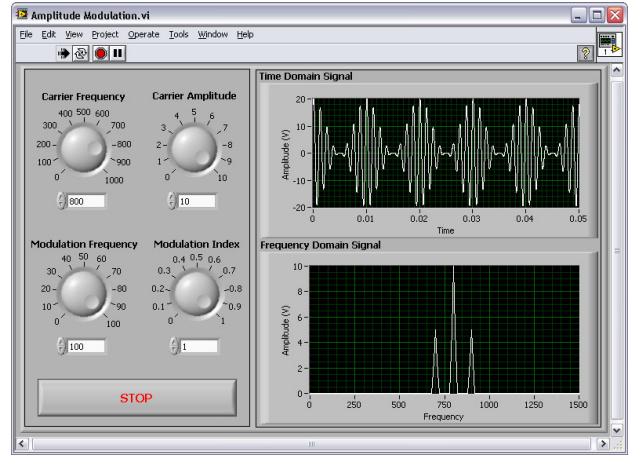 Amplitude Modulation.vi
File Edit View Project Operate Tools Window Help
?
1
Carrier Frequency
400 500 600
300 700
200 800
100 900
0 1000
800
Carrier Amplitude
4 5 6
3 7
2 8
1 9
0 10
10
Modulation Frequency
40 50 60
30 70
20 80
10 90
0 100
100
Modulation Index
0.4 0.5 0.6
0.3 0.7
0.2 0.8
0.1 0.9
0 1
1
STOP
Time Domain Signal
Amplitude (V)
20
10
0
-10
-20
0 0.01 0.02 0.03 0.04 0.05
Time
Frequency Domain Signal
Amplitude (V)
10
8
6
4
2
0
0 250 500 750 1000 1250 1500
Frequency